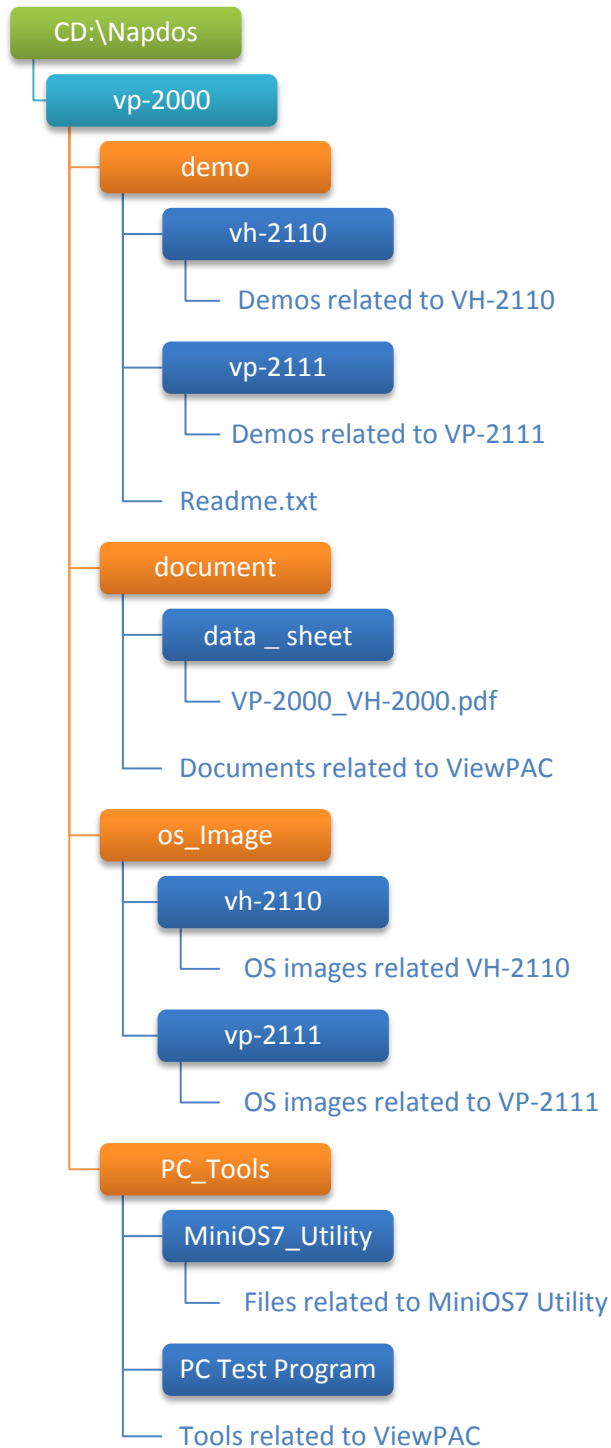 CD:\Napdos
vp-2000
demo
vh-2110
Demos related to VH-2110
vp-2111
Demos related to VP-2111
Readme.txt
document
data _ sheet
VP-2000_VH-2000.pdf
Documents related to ViewPAC
os_Image
vh-2110
OS images related VH-2110
vp-2111
OS images related to VP-2111
PC_Tools
MiniOS7_Utility
Files related to MiniOS7 Utility
PC Test Program
Tools related to ViewPAC